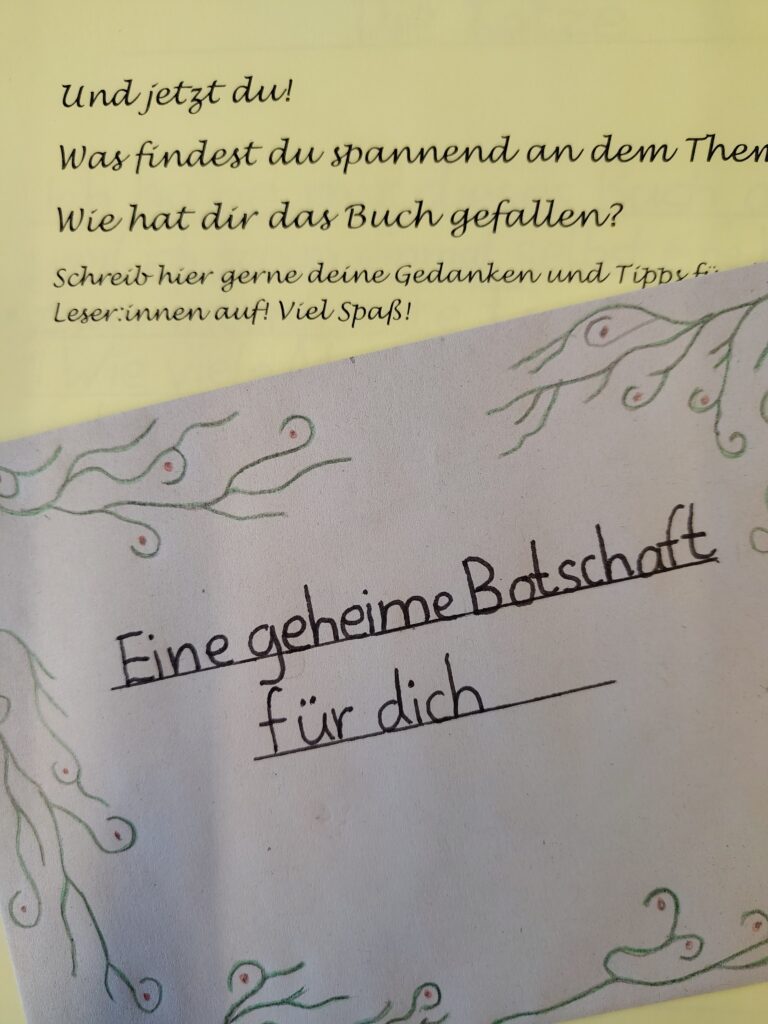 Und jetzt du!
Was findest du spannend an dem
Wie hat dir das Buch gefallen?
Schreib hier gerne deine Gedanken und Tipps
Leser:innen auf! Viel Spaß!
Eine geheime Botschaft
für dich